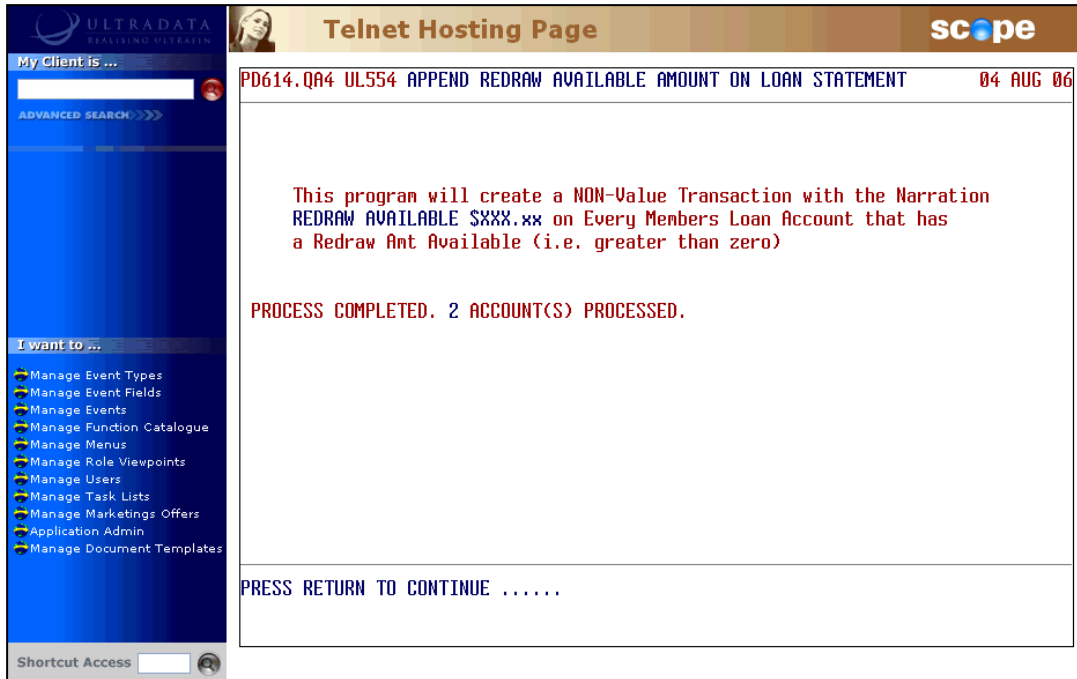 ULTRADATA
REALISING ULTRAFIN
Telnet Hosting Page
scope
My Client is ...
ADVANCED SEARCH
PD614.QA4 UL554 APPEND REDRAW AVAILABLE AMOUNT ON LOAN STATEMENT 04 AUG 06
This program will create a NON-Value Transaction with the Narration
REDRAW AVAILABLE $XXX.xx on Every Members Loan Account that has
a Redraw Amt Available (i.e. greater than zero)
PROCESS COMPLETED. 2 ACCOUNT(S) PROCESSED.
I want to ...
Manage Event Types
Manage Event Fields
Manage Events
Manage Function Catalogue
Manage Menus
Manage Role Viewpoints
Manage Users
Manage Task Lists
Manage Marketings Offers
Application Admin
Manage Document Templates
PRESS RETURN TO CONTINUE ......
Shortcut Access